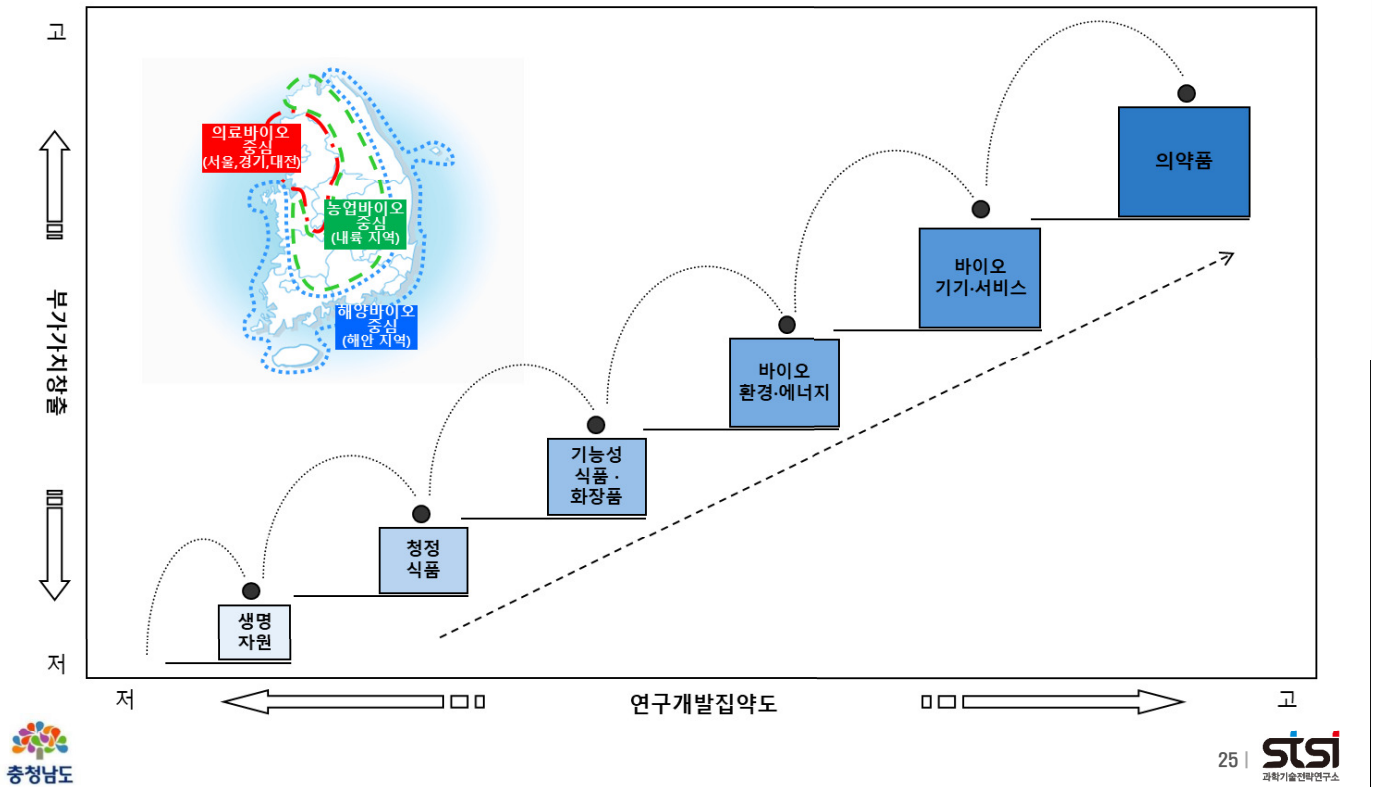 고
의료바이오
중심
(서울,경기,대전)
농업바이오
중심
(내륙 지역)
해양바이오
중심
(해안 지역)
의약품
바이오
기기·서비스
바이오
환경·에너지
기능성
식품 ·
화장품
청정
식품
생명
자원
부가가치창출
저
저
연구개발집약도
고
충청남도
25 |
stsi
과학기술전략연구소